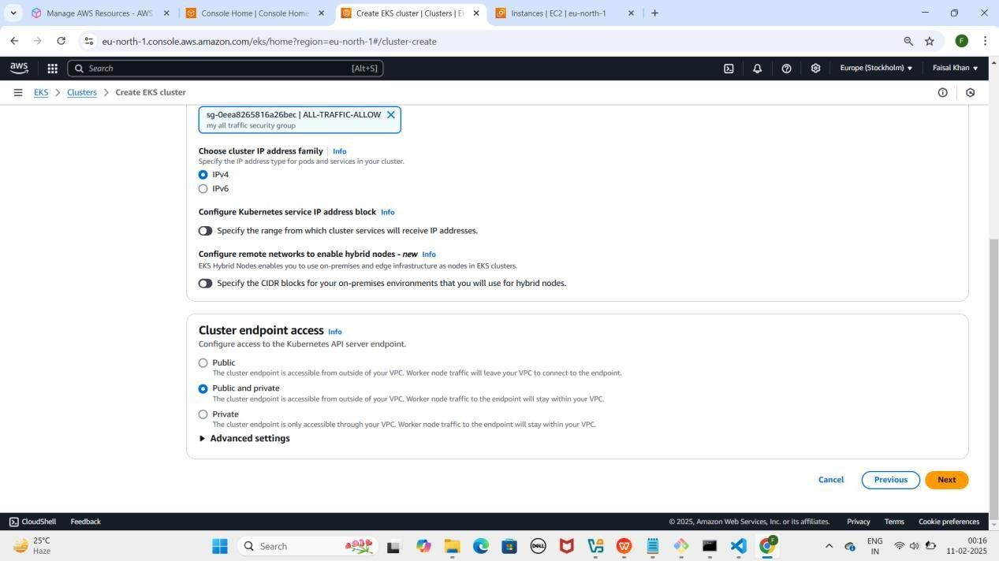 Manage AWS Resources - AWS
Console Home | Console Home
Create EKS cluster | Clusters | El
Instances | EC2 | eu-north-1
eu-north-1.console.aws.amazon.com/eks/home?region=eu-north-1#/cluster-create
F
aws
Search
[Alt+S]
Europe (Stockholm)
Faisal Khan
EKS
Clusters
Create EKS cluster
sg-0eea8265816a26bec | ALL-TRAFFIC-ALLOW
my all traffic security group
Choose cluster IP address family | Info
Specify the IP address type for pods and services in your cluster.
IPv4
IPv6
Configure Kubernetes service IP address block Info
Specify the range from which cluster services will receive IP addresses.
Configure remote networks to enable hybrid nodes - new Info
EKS Hybrid Nodes enables you to use on-premises and edge infrastructure as nodes in EKS clusters.
Specify the CIDR blocks for your on-premises environments that you will use for hybrid nodes.
Cluster endpoint access Info
Configure access to the Kubernetes API server endpoint.
Public
The cluster endpoint is accessible from outside of your VPC. Worker node traffic will leave your VPC to connect to the endpoint.
Public and private
The cluster endpoint is accessible from outside of your VPC. Worker node traffic to the endpoint will stay within your VPC.
Private
The cluster endpoint is only accessible through your VPC. Worker node traffic to the endpoint will stay within your VPC.
Advanced settings
Cancel
Previous
Next
CloudShell
Feedback
© 2025, Amazon Web Services, Inc. or its affiliates.
Privacy
Terms
Cookie preferences
25°C
Haze
Search
DELL
F
ENG
IN
00:16
11-02-2025